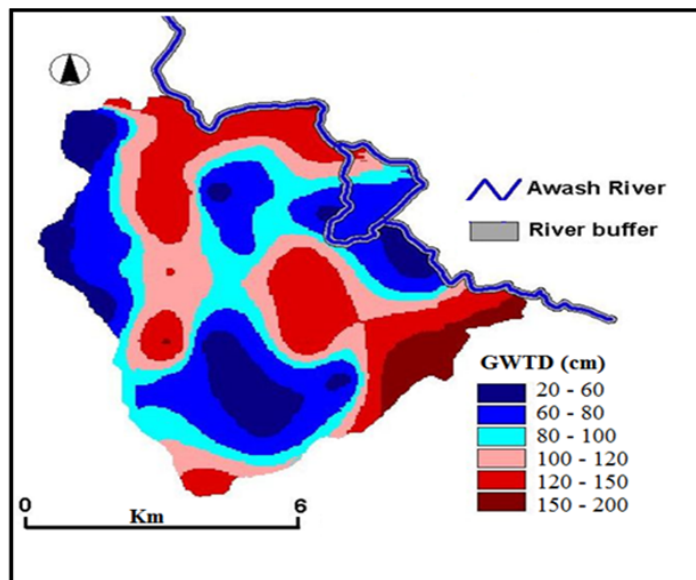 Awash River
River buffer
GWTD (cm)
20 - 60
60 - 80
80 - 100
100 - 120
120 - 150
150 - 200
0 6
Km